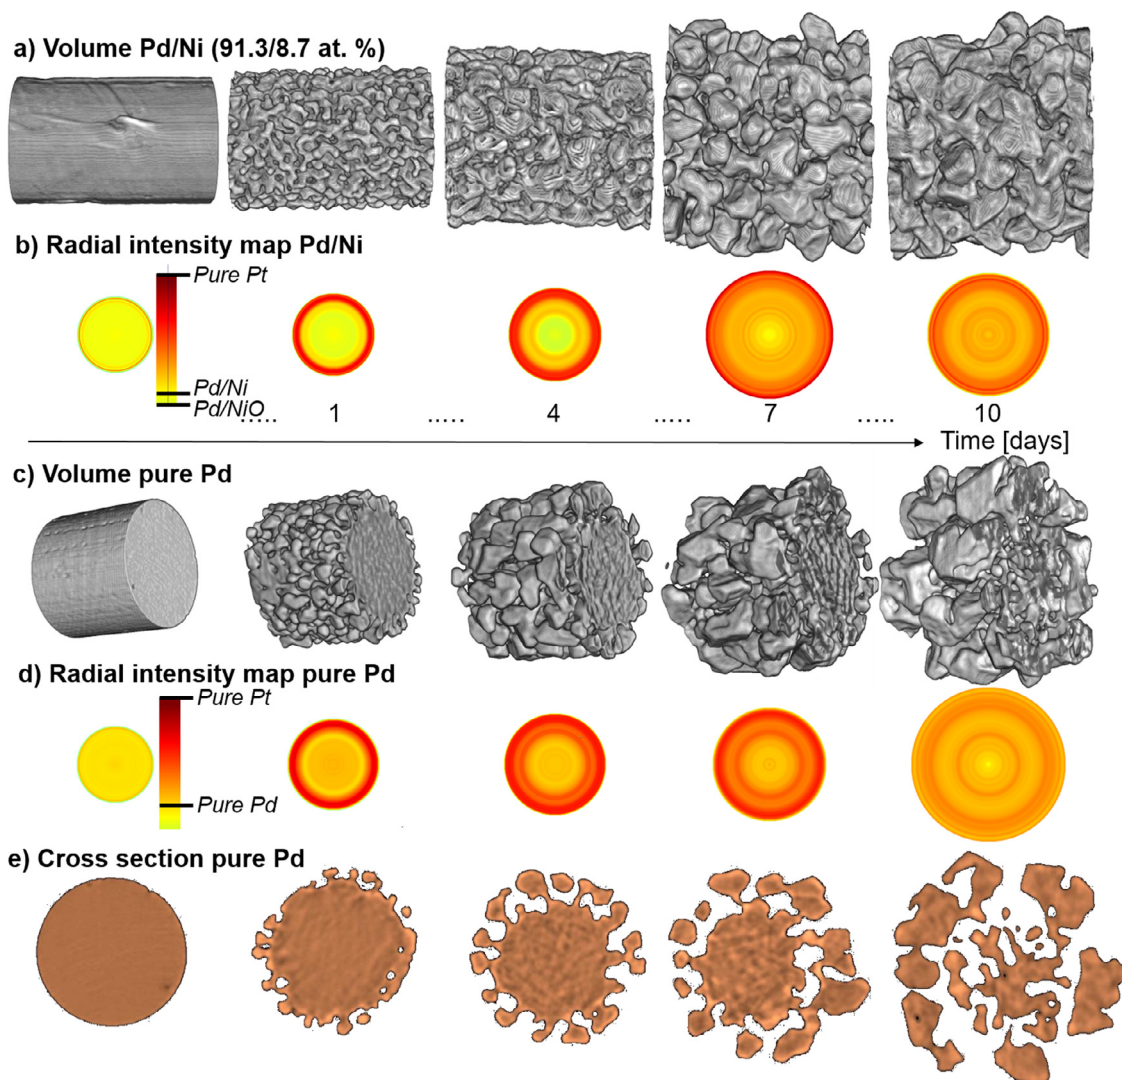 a) Volume Pd/Ni (91.3/8.7 at. %)
b) Radial intensity map Pd/Ni
Pure Pt
Pd/Ni
Pd/NiO
..... 1 ..... 4 ..... 7 ..... 10
Time [days]
c) Volume pure Pd
d) Radial intensity map pure Pd
Pure Pt
Pure Pd
e) Cross section pure Pd